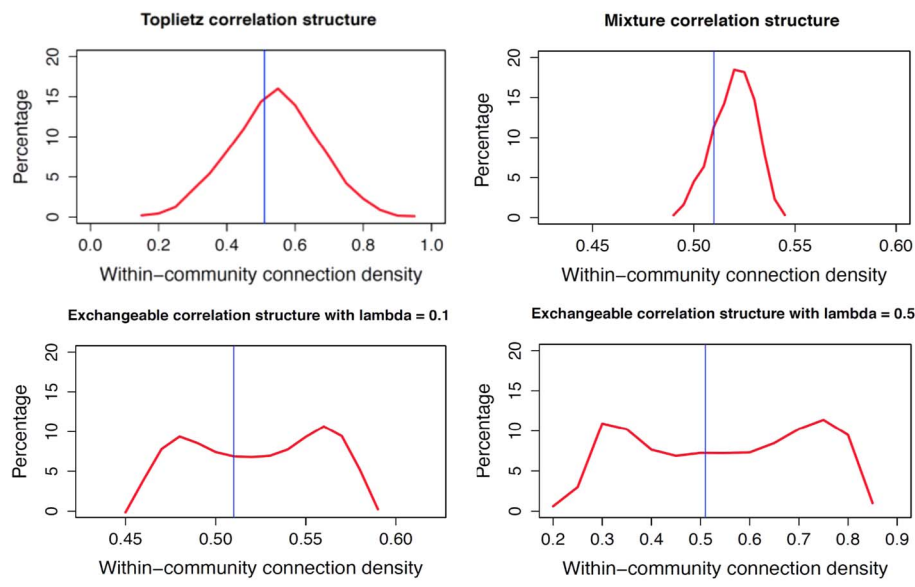 Toplietz correlation structure
Mixture correlation structure
Percentage
20
15
10
5
0
0.0 0.2 0.4 0.6 0.8 1.0
Within-community connection density
Percentage
20
15
10
5
0
0.45 0.50 0.55 0.60
Within-community connection density
Exchangeable correlation structure with lambda = 0.1
Exchangeable correlation structure with lambda = 0.5
Percentage
20
15
10
5
0
0.45 0.50 0.55 0.60
Within-community connection density
Percentage
20
15
10
5
0
0.2 0.3 0.4 0.5 0.6 0.7 0.8 0.9
Within-community connection density